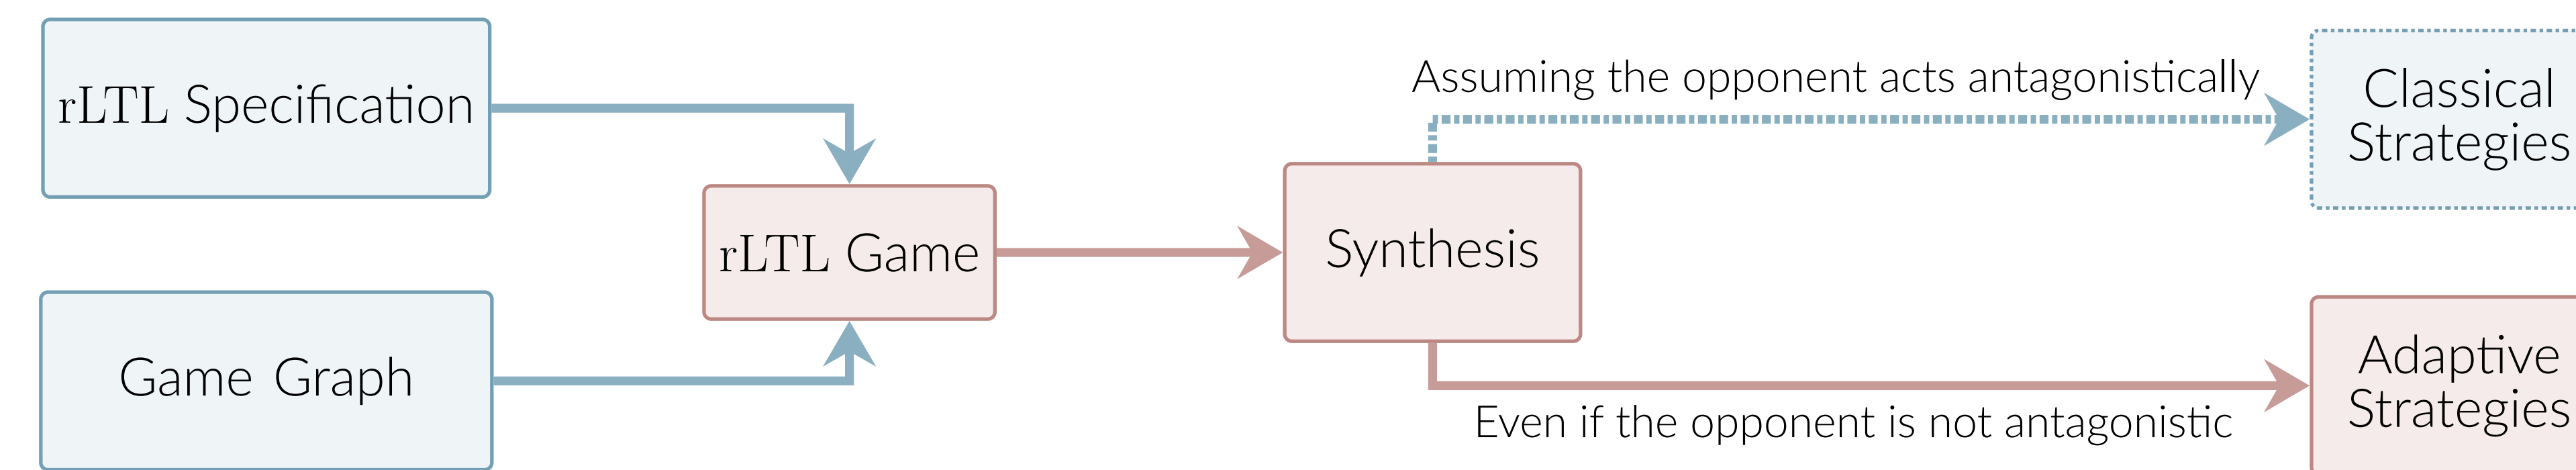 rLTL Specification
Game Graph
rLTL Game
Synthesis
Assuming the opponent acts antagonistically
Even if the opponent is not antagonistic
Classical
Strategies
Adaptive
Strategies